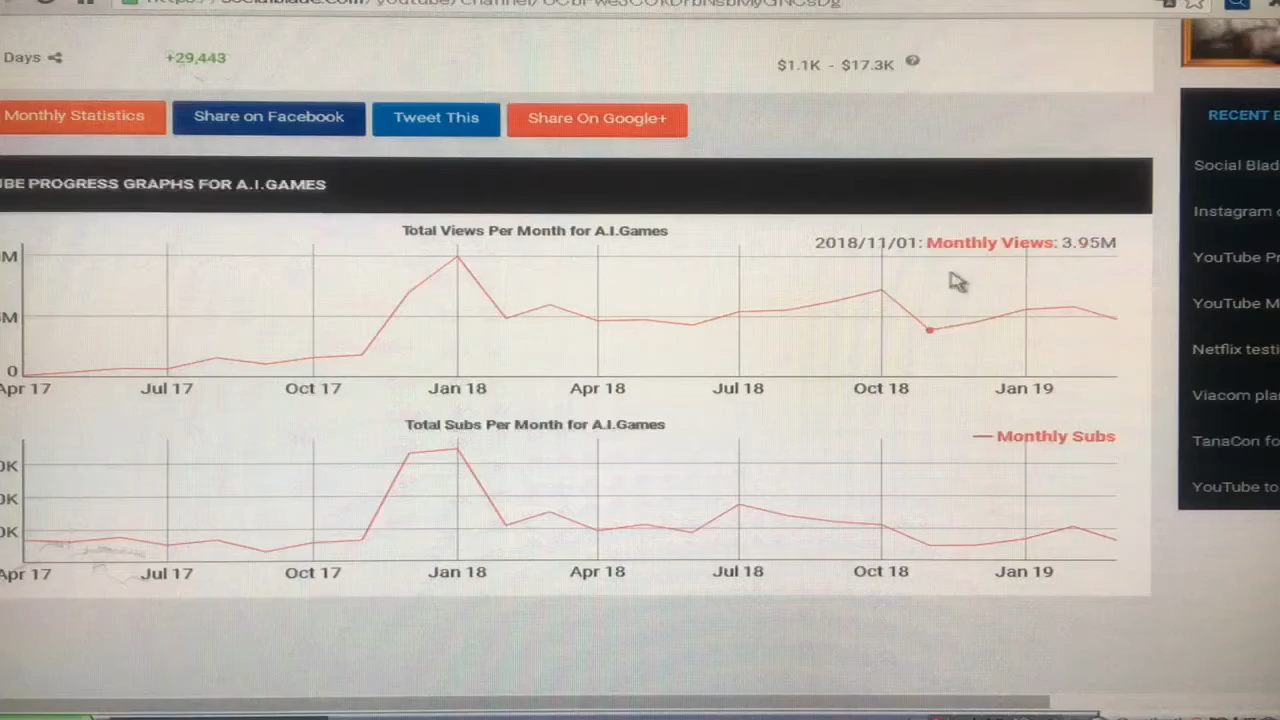 Days
+29,443
$1.1K - $17.3K
Monthly Statistics
Share on Facebook
Tweet This
Share On Google+
RECENT
BE PROGRESS GRAPHS FOR A.I.GAMES
Social Blad
Instagram
YouTube Pr
YouTube M
Netflix testi
Viacom pla
TanaCon fo
YouTube to
Total Views Per Month for A.I.Games
2018/11/01: Monthly Views: 3.95M
M
M
0
Apr 17 Jul 17 Oct 17 Jan 18 Apr 18 Jul 18 Oct 18 Jan 19
Total Subs Per Month for A.I.Games
Monthly Subs
0K
0K
0K
Apr 17 Jul 17 Oct 17 Jan 18 Apr 18 Jul 18 Oct 18 Jan 19